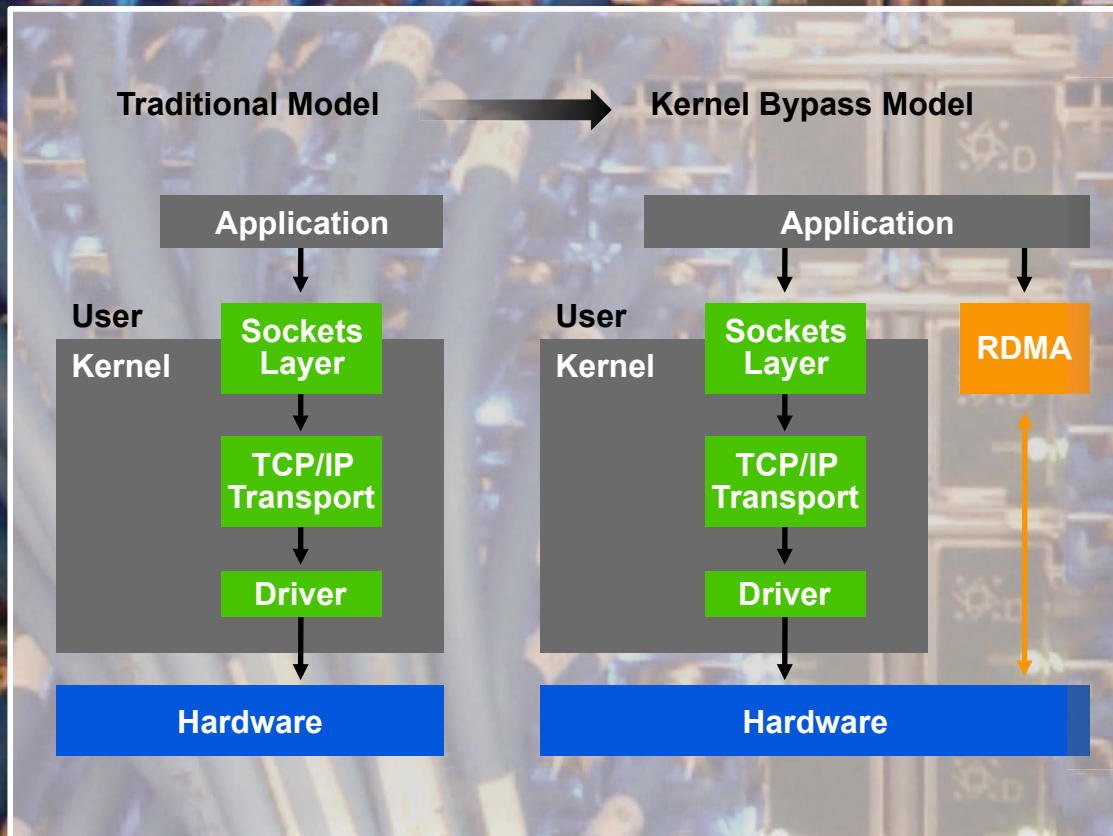 Traditional Model
Kernel Bypass Model
Application
User
Kernel
Sockets
Layer
TCP/IP
Transport
Driver
Hardware
Application
User
Kernel
Sockets
Layer
RDMA
TCP/IP
Transport
Driver
Hardware
D
D